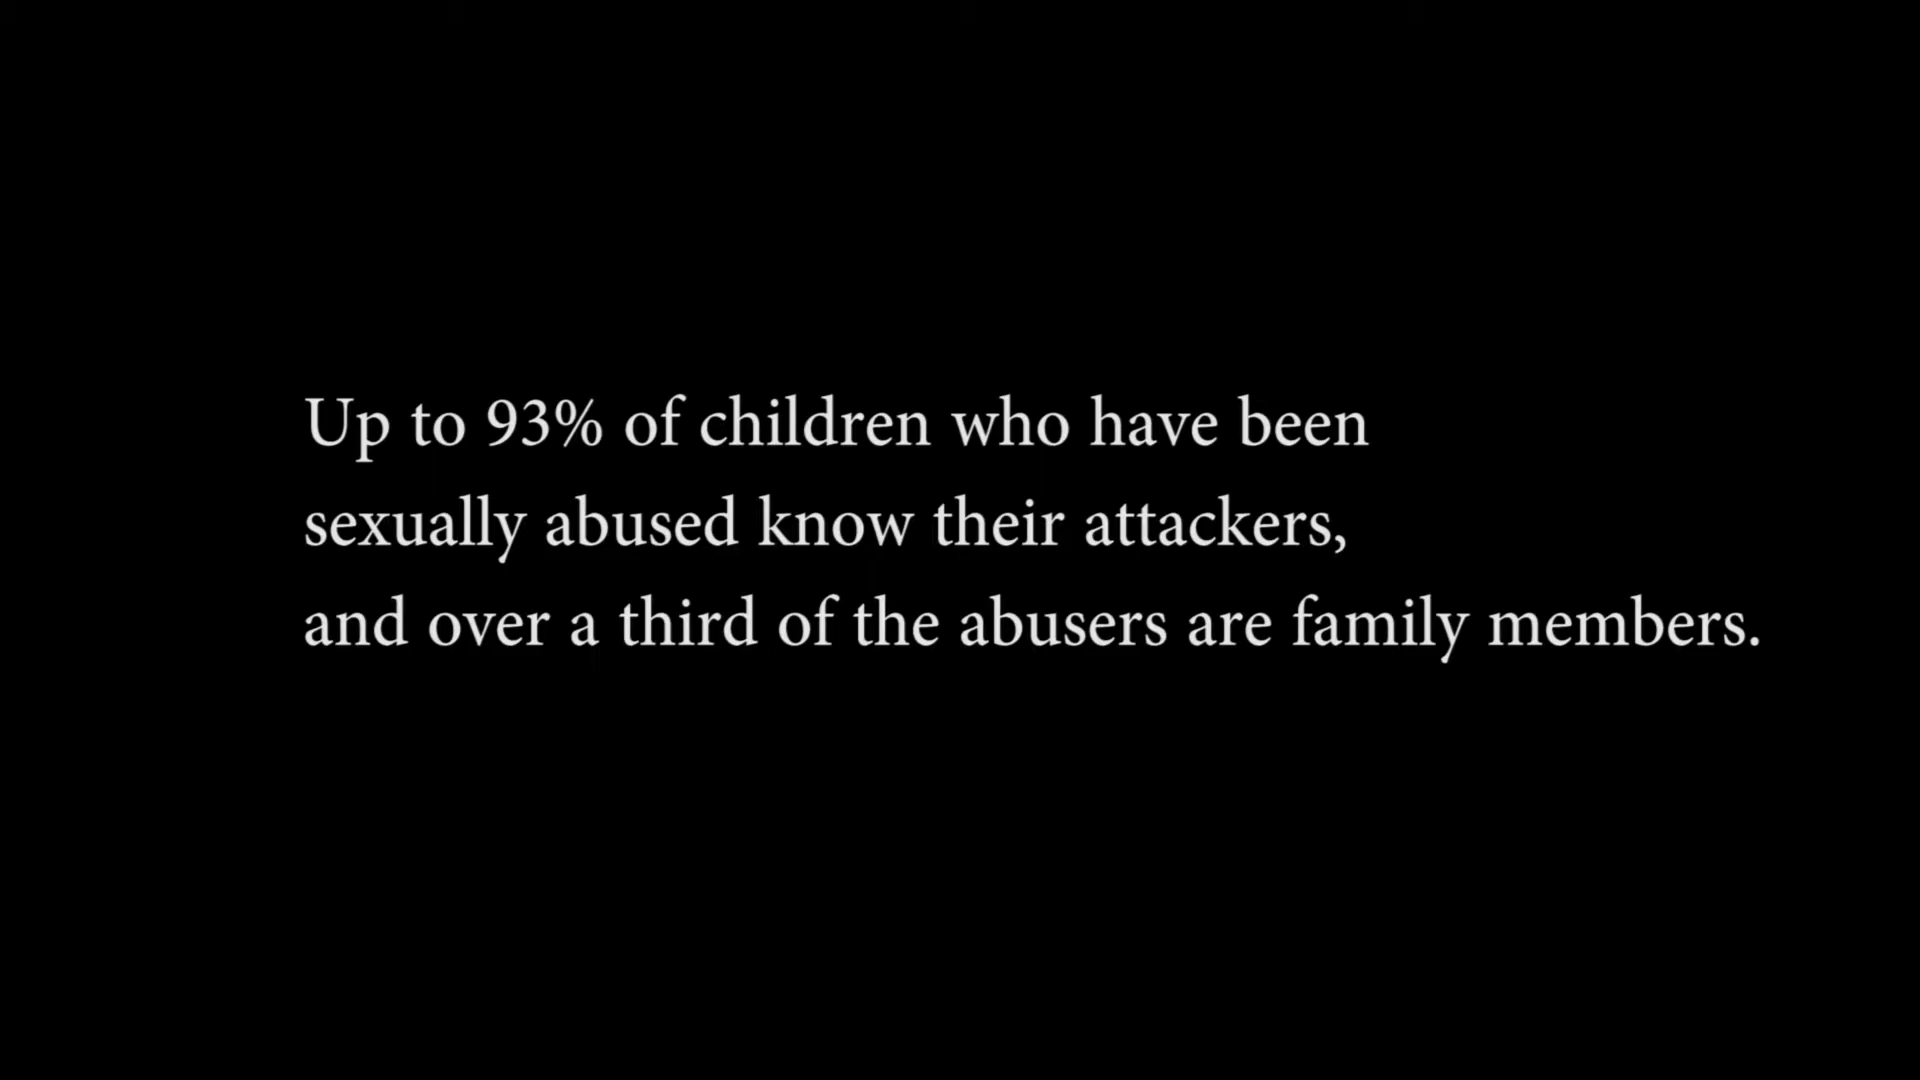 Up to 93% of children who have been
sexually abused know their attackers,
and over a third of the abusers are family members.